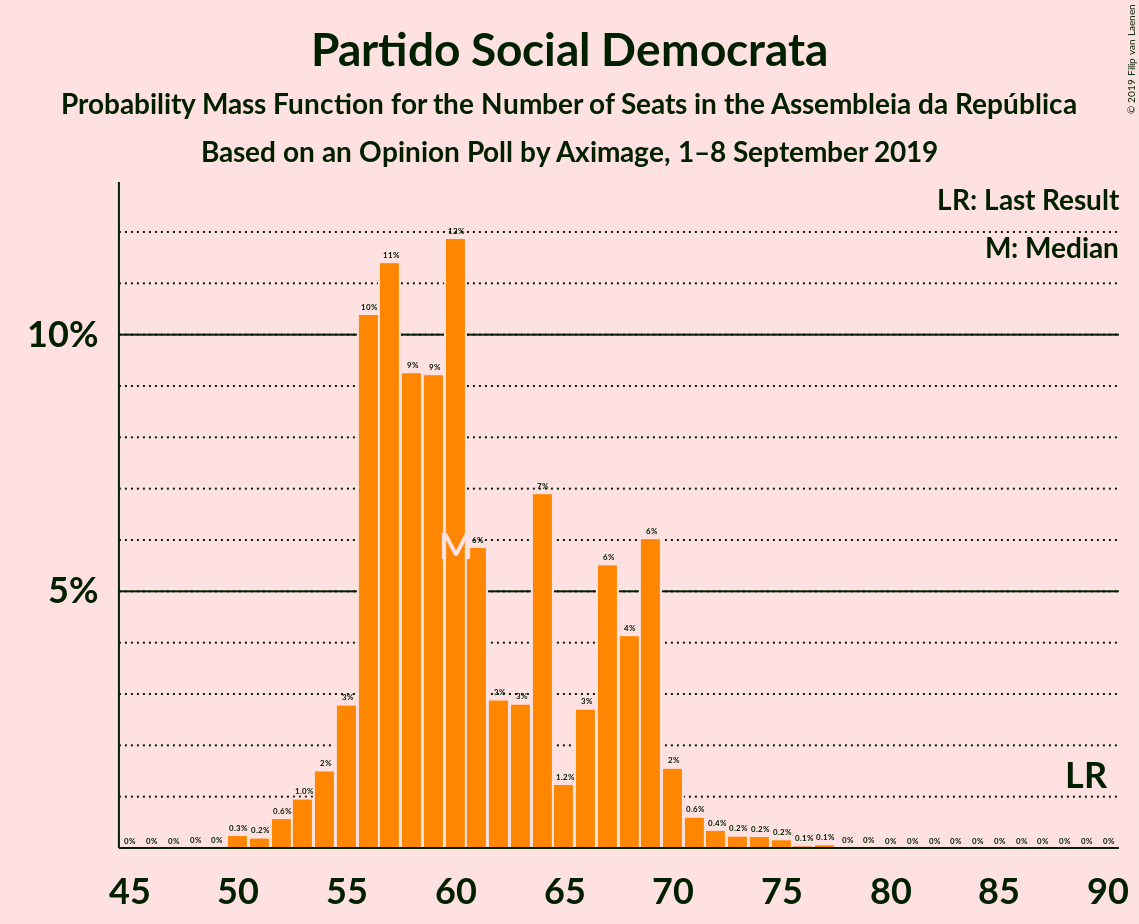 Partido Social Democrata
Probability Mass Function for the Number of Seats in the Assembleia da República
Based on an Opinion Poll by Aximage, 1–8 September 2019
© 2019 Filip van Laenen
LR: Last Result
M: Median
10%
5%
0% 0% 0% 0% 0% 0.3% 0.2% 0.6% 1.0% 2% 3% 10% 11% 9% 9% 12% 6% 3% 3% 7% 1.2% 3% 6% 4% 6% 2% 0.6% 0.4% 0.2% 0.2% 0.2% 0.1% 0.1% 0% 0% 0% 0% 0% 0% 0% 0% 0% 0% 0% 0% 0%
M
LR
45 50 55 60 65 70 75 80 85 90